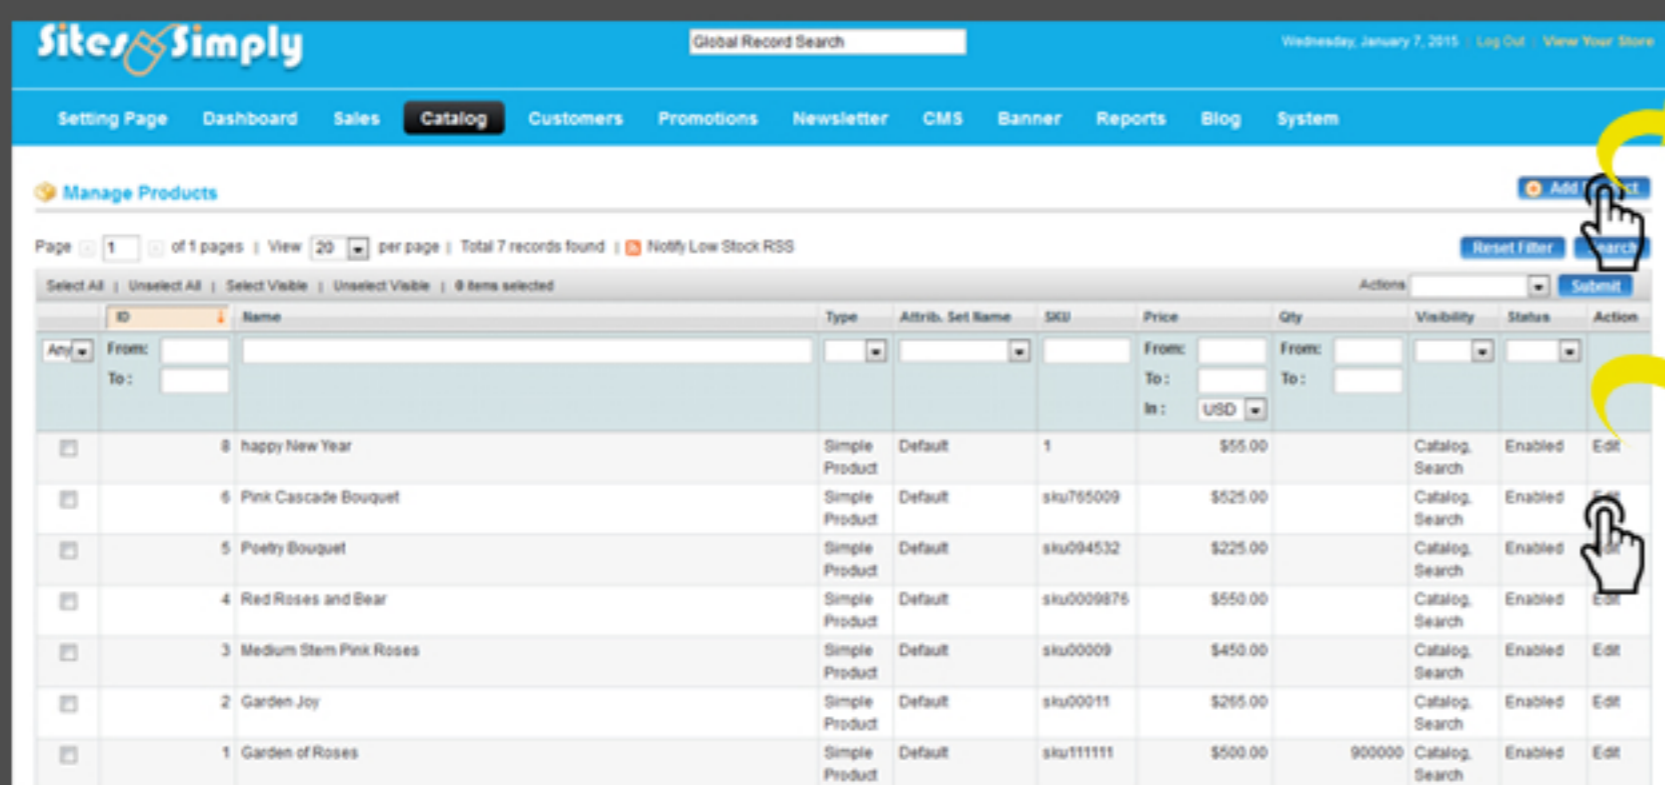 Sites Simply
Global Record Search
Wednesday, January 7, 2015 | Log Out | View Your Store
Setting Page Dashboard Sales Catalog Customers Promotions Newsletter CMS Banner Reports Blog System
Manage Products
Add
Page 1 of 1 pages | View 20 per page | Total 7 records found | Notify Low Stock RSS
Reset Filter Search
Select All | Unselect All | Select Visible | Unselect Visible | 0 items selected
Actions Submit
ID Name Type Attrib. Set Name SKU Price Qty Visibility Status Action
Any From: From: From:
To : To : To :
In : USD
8 happy New Year Simple Default 1 $55.00 Catalog, Enabled Edit
Product Search
6 Pink Cascade Bouquet Simple Default sku765009 $525.00 Catalog, Enabled Edit
Product Search
5 Poetry Bouquet Simple Default sku094532 $225.00 Catalog, Enabled Edit
Product Search
4 Red Roses and Bear Simple Default sku0009876 $550.00 Catalog, Enabled Edit
Product Search
3 Medium Stem Pink Roses Simple Default sku00009 $450.00 Catalog, Enabled Edit
Product Search
2 Garden Joy Simple Default sku00011 $265.00 Catalog, Enabled Edit
Product Search
1 Garden of Roses Simple Default sku111111 $500.00 900000 Catalog, Enabled Edit
Product Search